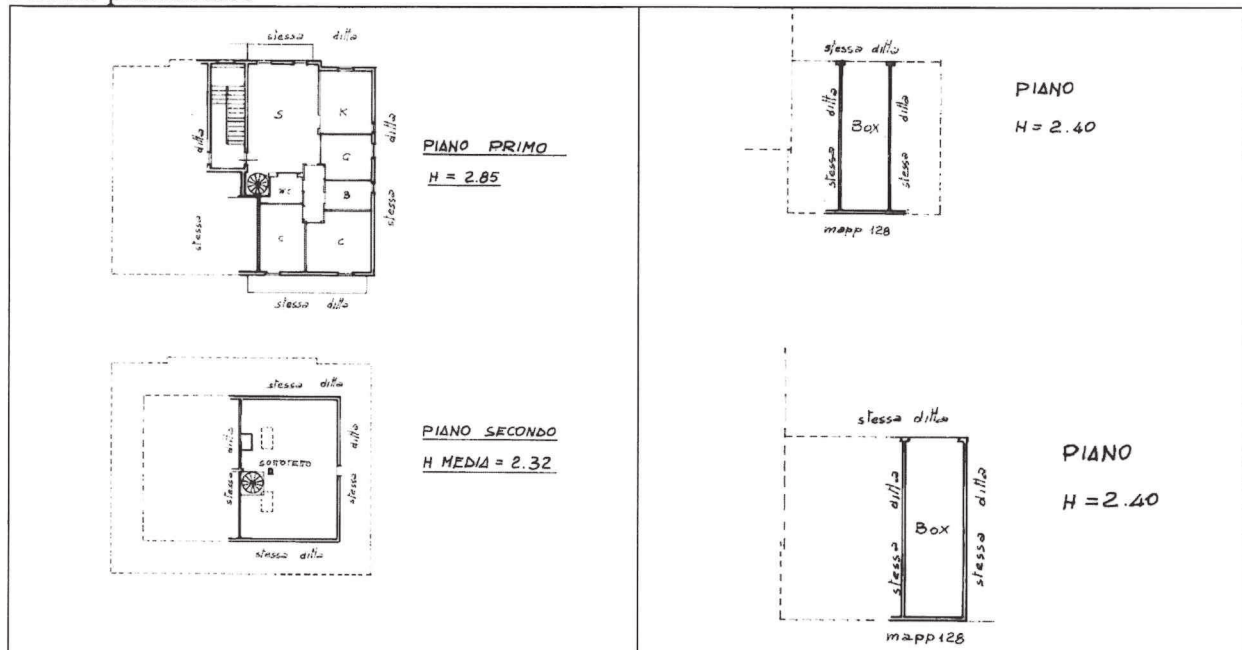 stessa ditta
S
K
C
WC
B
C
C
ditta
stessa
ditta
stessa
stessa ditta
PIANO PRIMO
H = 2.85
stessa ditta
ditta
stessa
SOTTOTETTO
ditta
stessa
stessa ditta
PIANO SECONDO
H MEDIA = 2.32
stessa ditta
stessa ditta
Box
stessa ditta
mapp 128
PIANO
H = 2.40
stessa ditta
stessa ditta
Box
stessa ditta
mapp 128
PIANO
H = 2.40